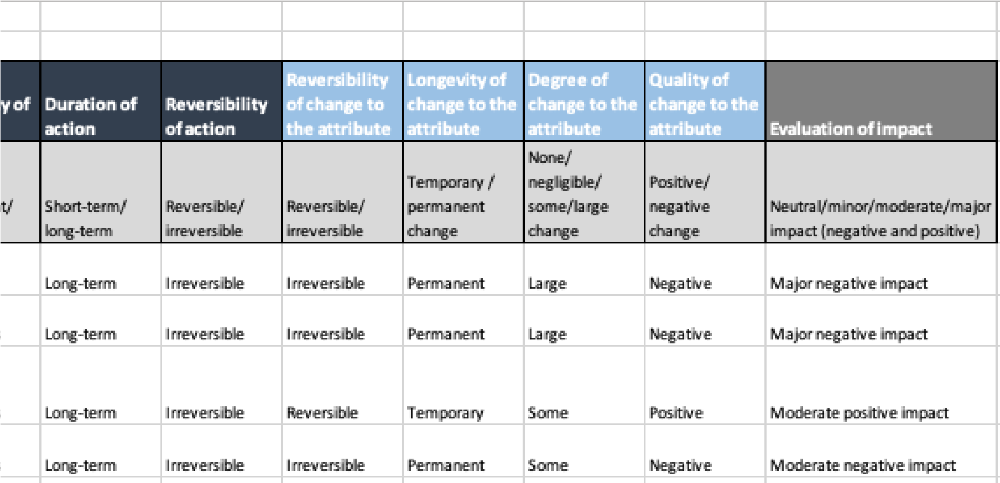 y of
Duration of
action
Reversibility
of action
Reversibility
of change to
the attribute
Longevity of
change to the
attribute
Degree of
change to the
attribute
Quality of
change to the
attribute
Evaluation of impact
t/
Short-term/
long-term
Reversible/
irreversible
Reversible/
irreversible
Temporary /
permanent
change
None/
negligible/
some/large
change
Positive/
negative
change
Neutral/minor/moderate/major
impact (negative and positive)
Long-term Irreversible Irreversible Permanent Large Negative Major negative impact
Long-term Irreversible Irreversible Permanent Large Negative Major negative impact
Long-term Irreversible Reversible Temporary Some Positive Moderate positive impact
Long-term Irreversible Irreversible Permanent Some Negative Moderate negative impact